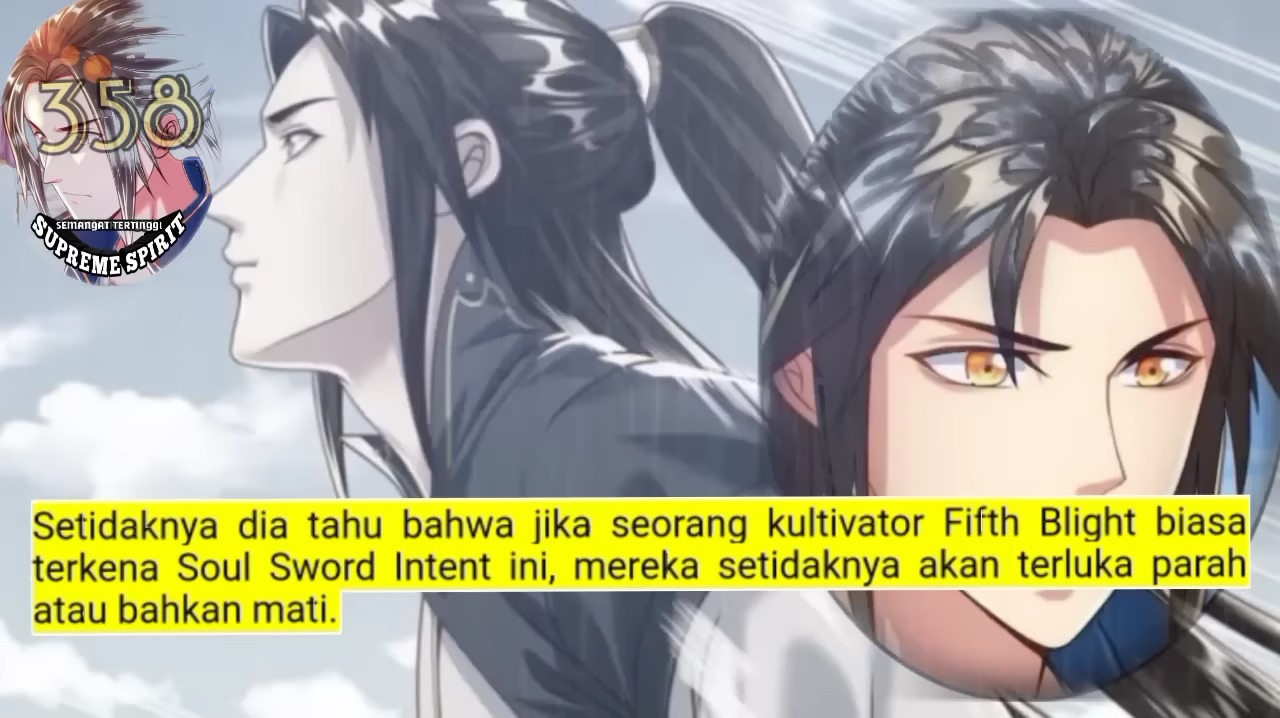 358
SEMANGAT TERTINGGI
SUPREME SPIRIT
Setidaknya dia tahu bahwa jika seorang kultivator Fifth Blight biasa
terkena Soul Sword Intent ini, mereka setidaknya akan terluka parah
atau bahkan mati.